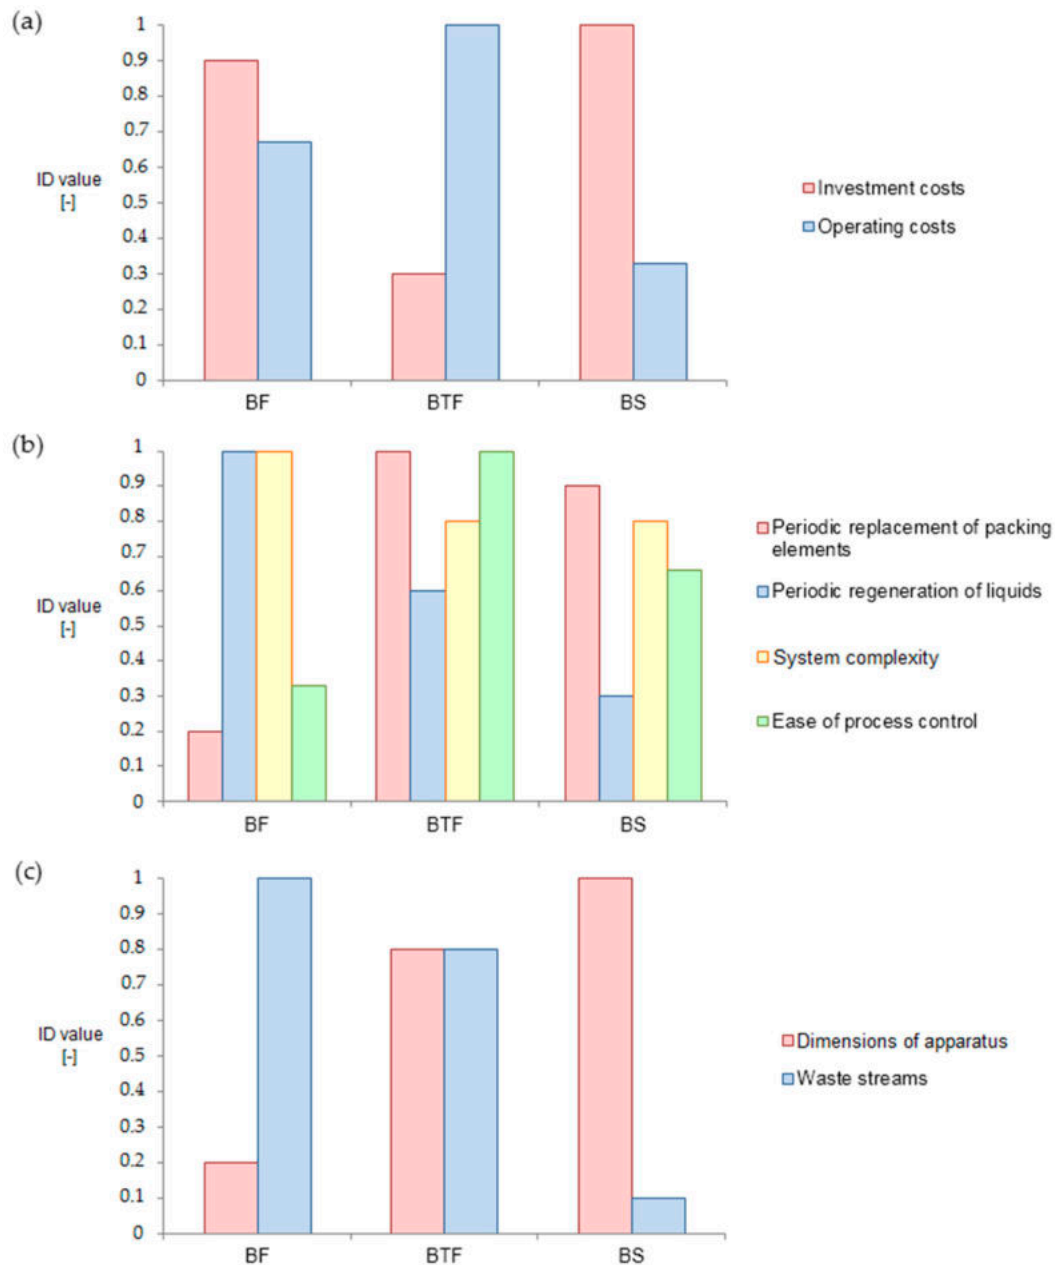 (a)
1
0.9
0.8
0.7
0.6
0.5
0.4
0.3
0.2
0.1
0
ID value
[-]
BF
BTF
BS
Investment costs
Operating costs
(b)
1
0.9
0.8
0.7
0.6
0.5
0.4
0.3
0.2
0.1
0
ID value
[-]
BF
BTF
BS
Periodic replacement of packing
elements
Periodic regeneration of liquids
System complexity
Ease of process control
(c)
1
0.9
0.8
0.7
0.6
0.5
0.4
0.3
0.2
0.1
0
ID value
[-]
BF
BTF
BS
Dimensions of apparatus
Waste streams